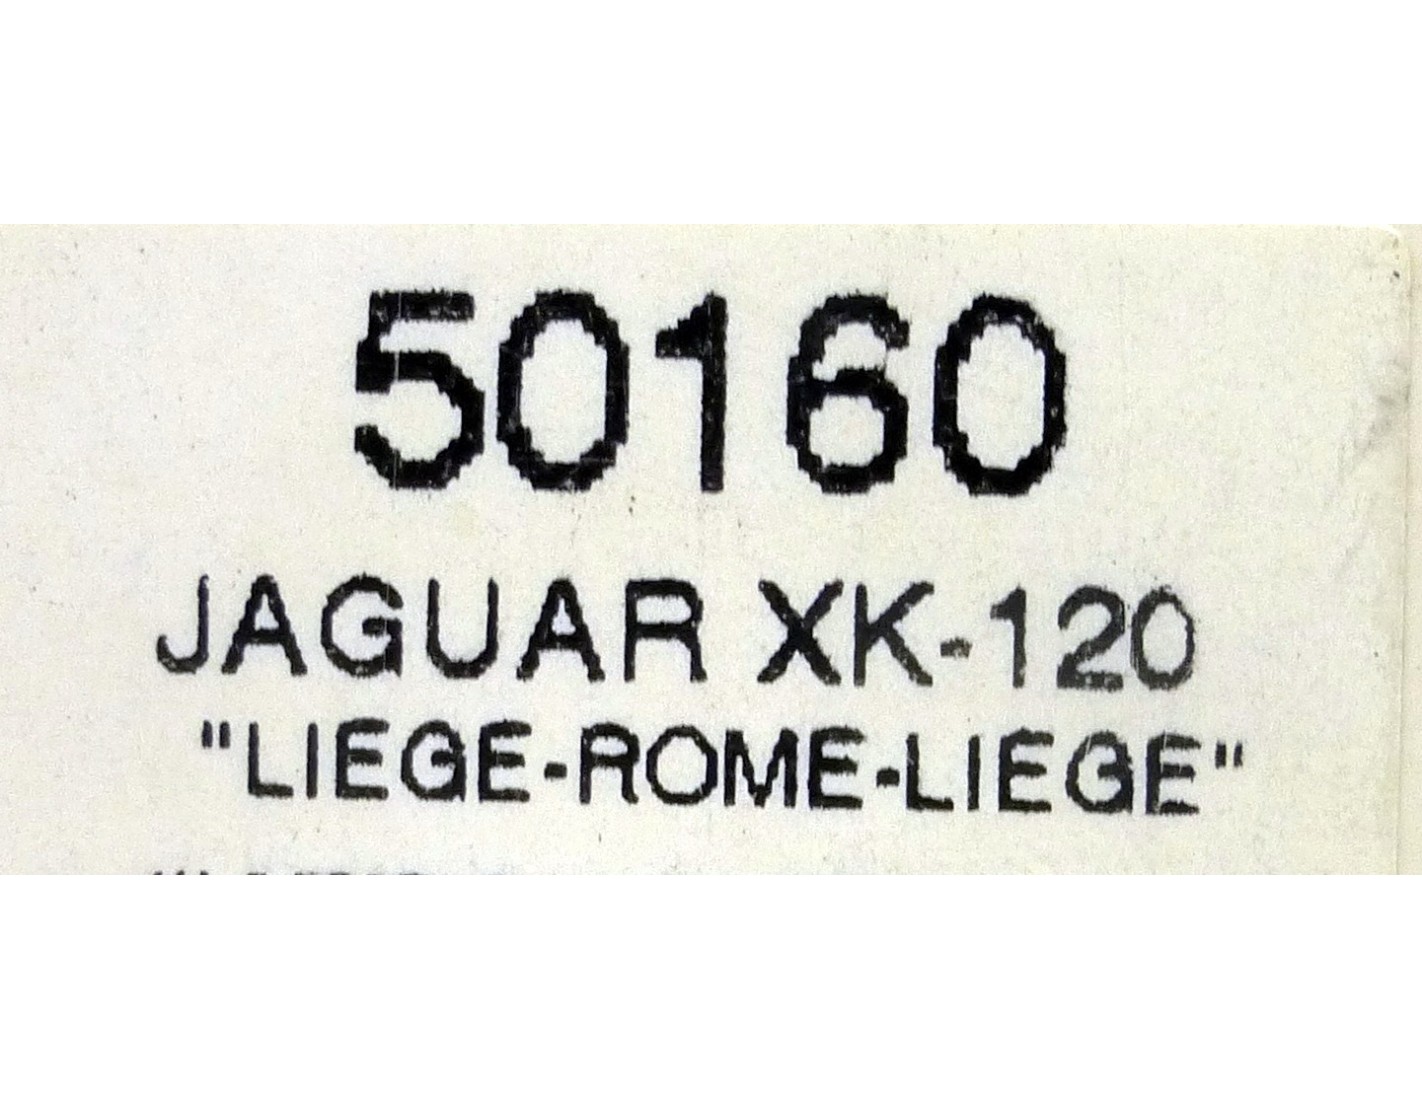 50160
JAGUAR XK-120
"LIEGE-ROME-LIEGE"